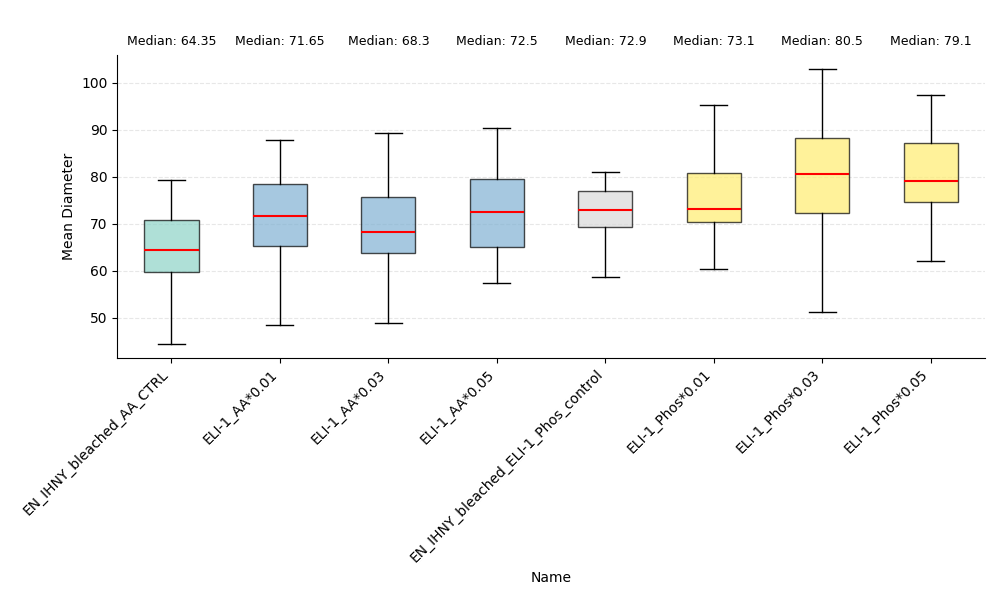 Median: 64.35 Median: 71.65 Median: 68.3 Median: 72.5 Median: 72.9 Median: 73.1 Median: 80.5 Median: 79.1
100
90
80
70
60
50
Mean Diameter
EN_IHNY_bleached_AA_CTRL
ELI-1_AA*0.01
ELI-1_AA*0.03
ELI-1_AA*0.05
EN_IHNY_bleached_ELI-1_Phos_control
ELI-1_Phos*0.01
ELI-1_Phos*0.03
ELI-1_Phos*0.05
Name